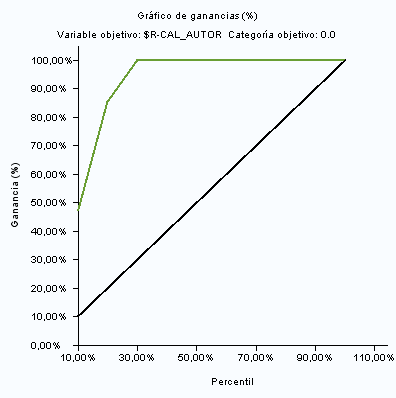 Gráfico de ganancias (%)
Variable objetivo: $R-CAL_AUTOR Categoría objetivo: 0.0
100,00%
90,00%
80,00%
70,00%
60,00%
50,00%
40,00%
30,00%
20,00%
10,00%
0,00%
Ganancia (%)
10,00% 30,00% 50,00% 70,00% 90,00% 110,00%
Percentil